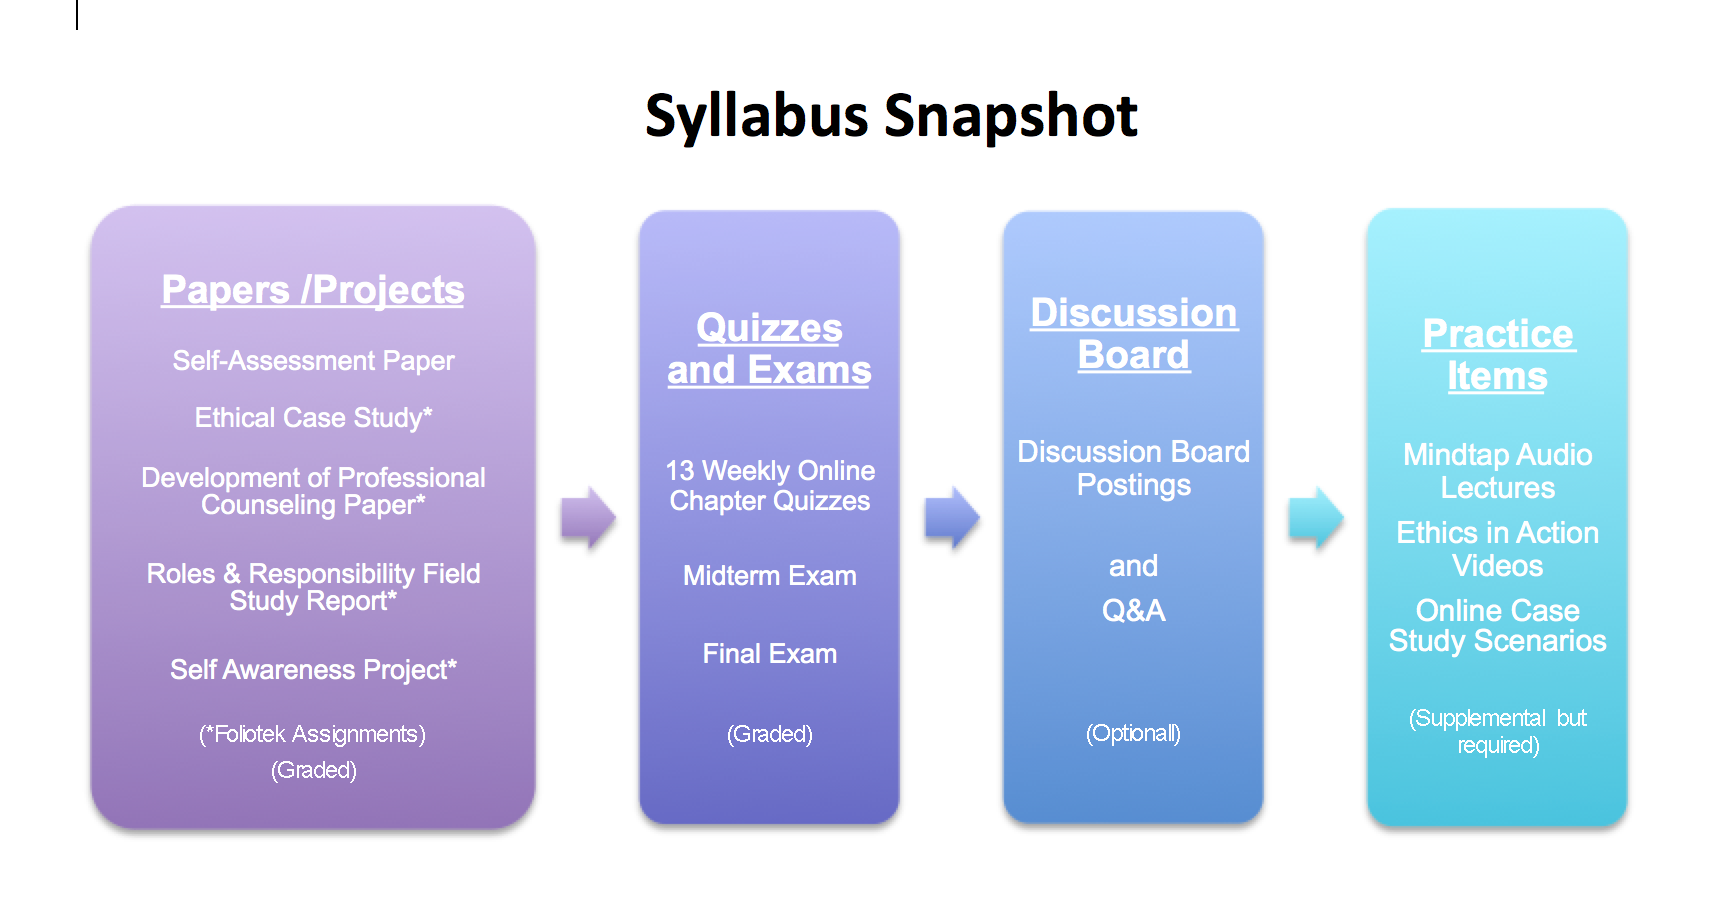 Syllabus Snapshot
Papers /Projects
Self-Assessment Paper
Ethical Case Study*
Development of Professional
Counseling Paper*
Roles & Responsibility Field
Study Report*
Self Awareness Project*
(*Foliotek Assignments)
(Graded)
Quizzes
and Exams
13 Weekly Online
Chapter Quizzes
Midterm Exam
Final Exam
(Graded)
Discussion
Board
Discussion Board
Postings
and
Q&A
(Optionall)
Practice
Items
Mindtap Audio
Lectures
Ethics in Action
Videos
Online Case
Study Scenarios
(Supplemental but
required)